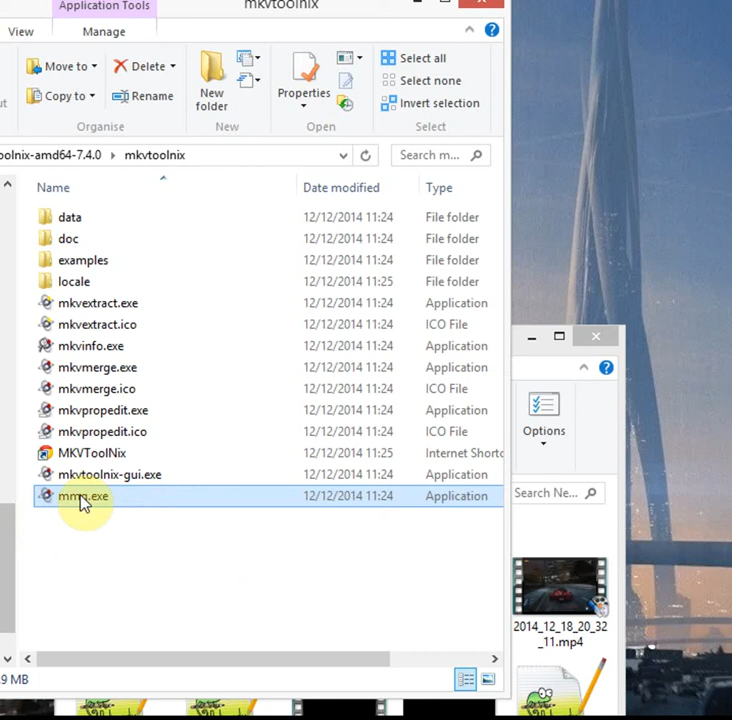 Application Tools
mkvtoolnix
View
Manage
Move to
Delete
Copy to
Rename
New folder
Properties
Select all
Select none
Invert selection
Organise
New
Open
Select
oolnix-amd64-7.4.0
mkvtoolnix
Search m...
Name
Date modified
Type
data 12/12/2014 11:24 File folder
doc 12/12/2014 11:24 File folder
examples 12/12/2014 11:24 File folder
locale 12/12/2014 11:25 File folder
mkvextract.exe 12/12/2014 11:24 Application
mkvextract.ico 12/12/2014 11:24 ICO File
mkvinfo.exe 12/12/2014 11:24 Application
mkvmerge.exe 12/12/2014 11:24 Application
mkvmerge.ico 12/12/2014 11:24 ICO File
mkvpropedit.exe 12/12/2014 11:24 Application
mkvpropedit.ico 12/12/2014 11:24 ICO File
MKVToolNix 12/12/2014 11:25 Internet Shortc
mkvtoolnix-gui.exe 12/12/2014 11:24 Application
mmg.exe 12/12/2014 11:24 Application
.9 MB
Options
Search Ne...
2014_12_18_20_32
_11.mp4